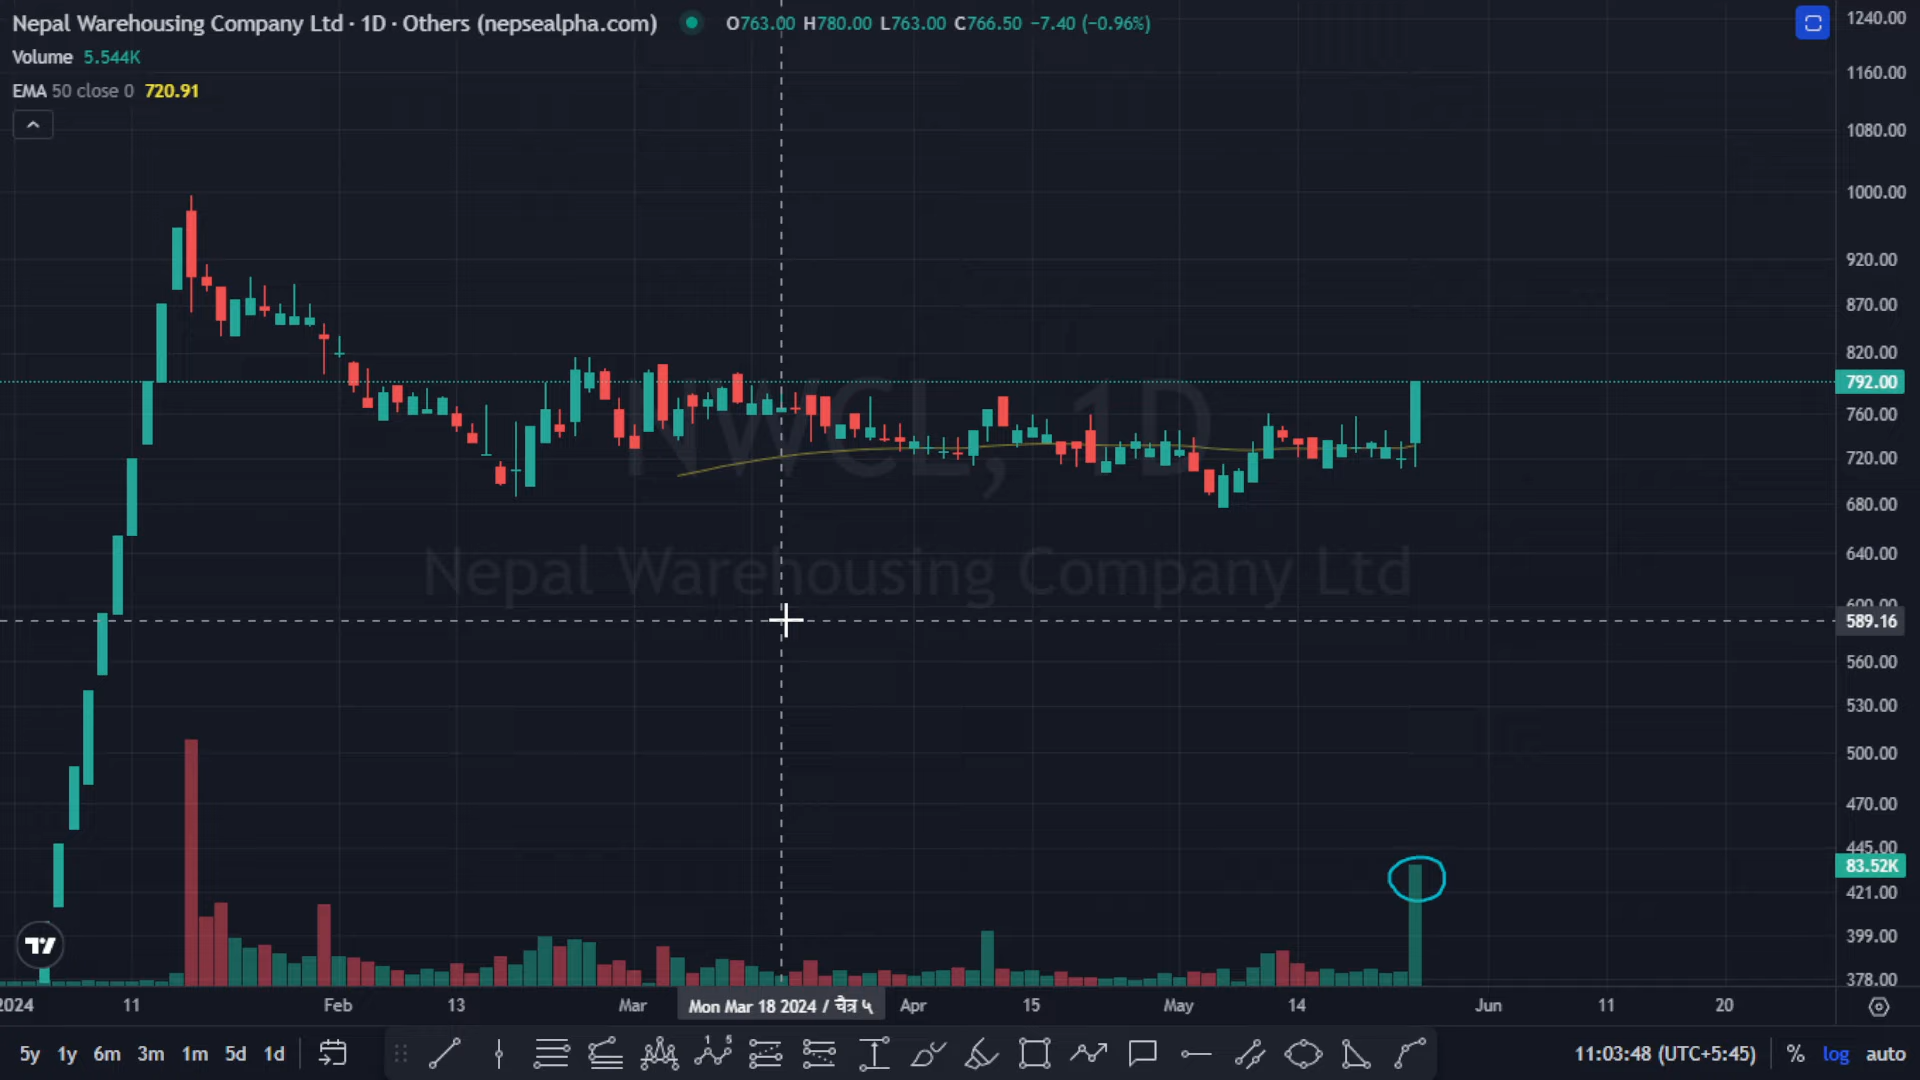 Nepal Warehousing Company Ltd · 1D · Others (nepsealpha.com) O763.00 H780.00 L763.00 C766.50 −7.40 (−0.96%)
Volume 5.544K
EMA 50 close 0 720.91
1240.00
1160.00
1080.00
1000.00
920.00
870.00
820.00
792.00
760.00
720.00
680.00
640.00
600.00
589.16
560.00
530.00
500.00
470.00
445.00
83.52K
421.00
399.00
378.00
NWCL, 1D
Nepal Warehousing Company Ltd
2024 11 Feb 13 Mar Mon Mar 18 2024 / चैत्र ५ Apr 15 May 14 Jun 11 20
5y 1y 6m 3m 1m 5d 1d 11:03:48 (UTC+5:45) % log auto